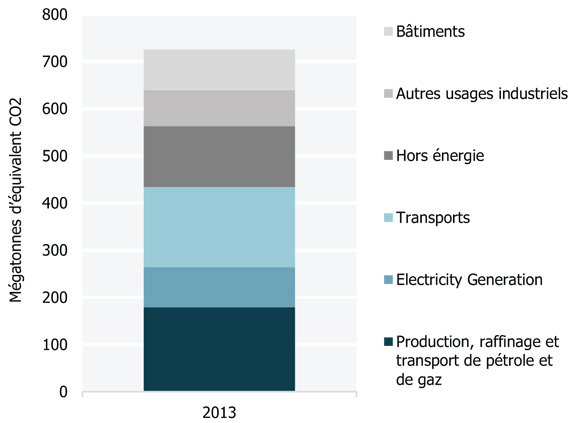 Mégatonnes d'équivalent CO2
800
700
600
500
400
300
200
100
0
2013
Bâtiments
Autres usages industriels
Hors énergie
Transports
Electricity Generation
Production, raffinage et
transport de pétrole et
de gaz